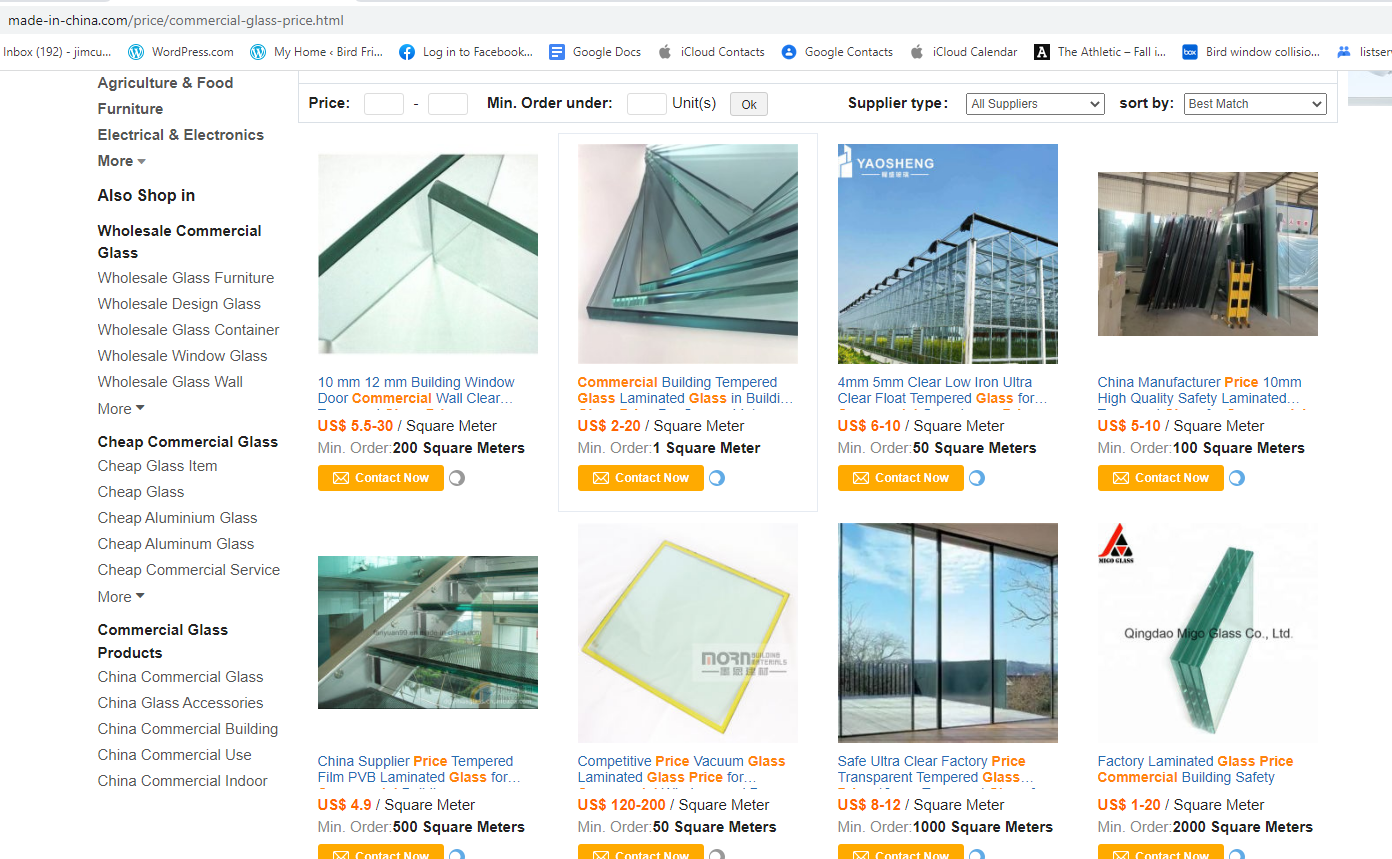 made-in-china.com/price/commercial-glass-price.html
Inbox (192) - jimcu...
WordPress.com
My Home ‹ Bird Fri...
Log in to Facebook...
Google Docs
iCloud Contacts
Google Contacts
iCloud Calendar
A
The Athletic – Fall i...
box
Bird window collisio...
listserv
Agriculture & Food
Furniture
Electrical & Electronics
More
Also Shop in
Wholesale Commercial
Glass
Wholesale Glass Furniture
Wholesale Design Glass
Wholesale Glass Container
Wholesale Window Glass
Wholesale Glass Wall
More
Cheap Commercial Glass
Cheap Glass Item
Cheap Glass
Cheap Aluminium Glass
Cheap Aluminum Glass
Cheap Commercial Service
More
Commercial Glass
Products
China Commercial Glass
China Glass Accessories
China Commercial Building
China Commercial Use
China Commercial Indoor
Price: - Min. Order under: Unit(s) Ok
Supplier type: All Suppliers sort by: Best Match
10 mm 12 mm Building Window
Door Commercial Wall Clear
US$ 5.5-30 / Square Meter
Min. Order:200 Square Meters
Contact Now
Commercial Building Tempered
Glass Laminated Glass in Buildi...
US$ 2-20 / Square Meter
Min. Order:1 Square Meter
Contact Now
YAOSHENG
4mm 5mm Clear Low Iron Ultra
Clear Float Tempered Glass for...
US$ 6-10 / Square Meter
Min. Order:50 Square Meters
Contact Now
China Manufacturer Price 10mm
High Quality Safety Laminated...
US$ 5-10 / Square Meter
Min. Order:100 Square Meters
Contact Now
China Supplier Price Tempered
Film PVB Laminated Glass for...
US$ 4.9 / Square Meter
Min. Order:500 Square Meters
Contact Now
MORN BUILDING
MATERIALS
Competitive Price Vacuum Glass
Laminated Glass Price for...
US$ 120-200 / Square Meter
Min. Order:50 Square Meters
Contact Now
Safe Ultra Clear Factory Price
Transparent Tempered Glass...
US$ 8-12 / Square Meter
Min. Order:1000 Square Meters
Contact Now
MIGO GLASS
Qingdao Migo Glass Co., Ltd.
Factory Laminated Glass Price
Commercial Building Safety
US$ 1-20 / Square Meter
Min. Order:2000 Square Meters
Contact Now